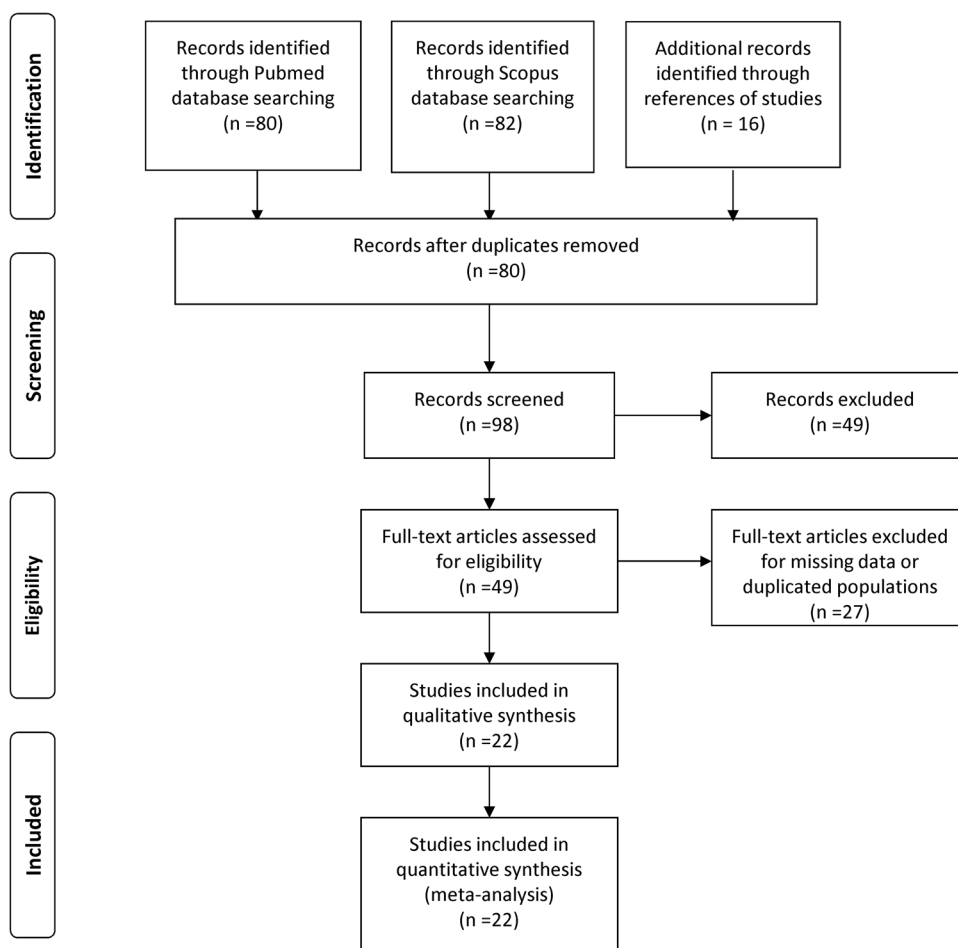 Identification
Records identified
through Pubmed
database searching
(n =80)
Records identified
through Scopus
database searching
(n =82)
Additional records
identified through
references of studies
(n = 16)
Records after duplicates removed
(n =80)
Screening
Records screened
(n =98)
Records excluded
(n =49)
Eligibility
Full-text articles assessed
for eligibility
(n =49)
Full-text articles excluded
for missing data or
duplicated populations
(n =27)
Studies included in
qualitative synthesis
(n =22)
Included
Studies included in
quantitative synthesis
(meta-analysis)
(n =22)